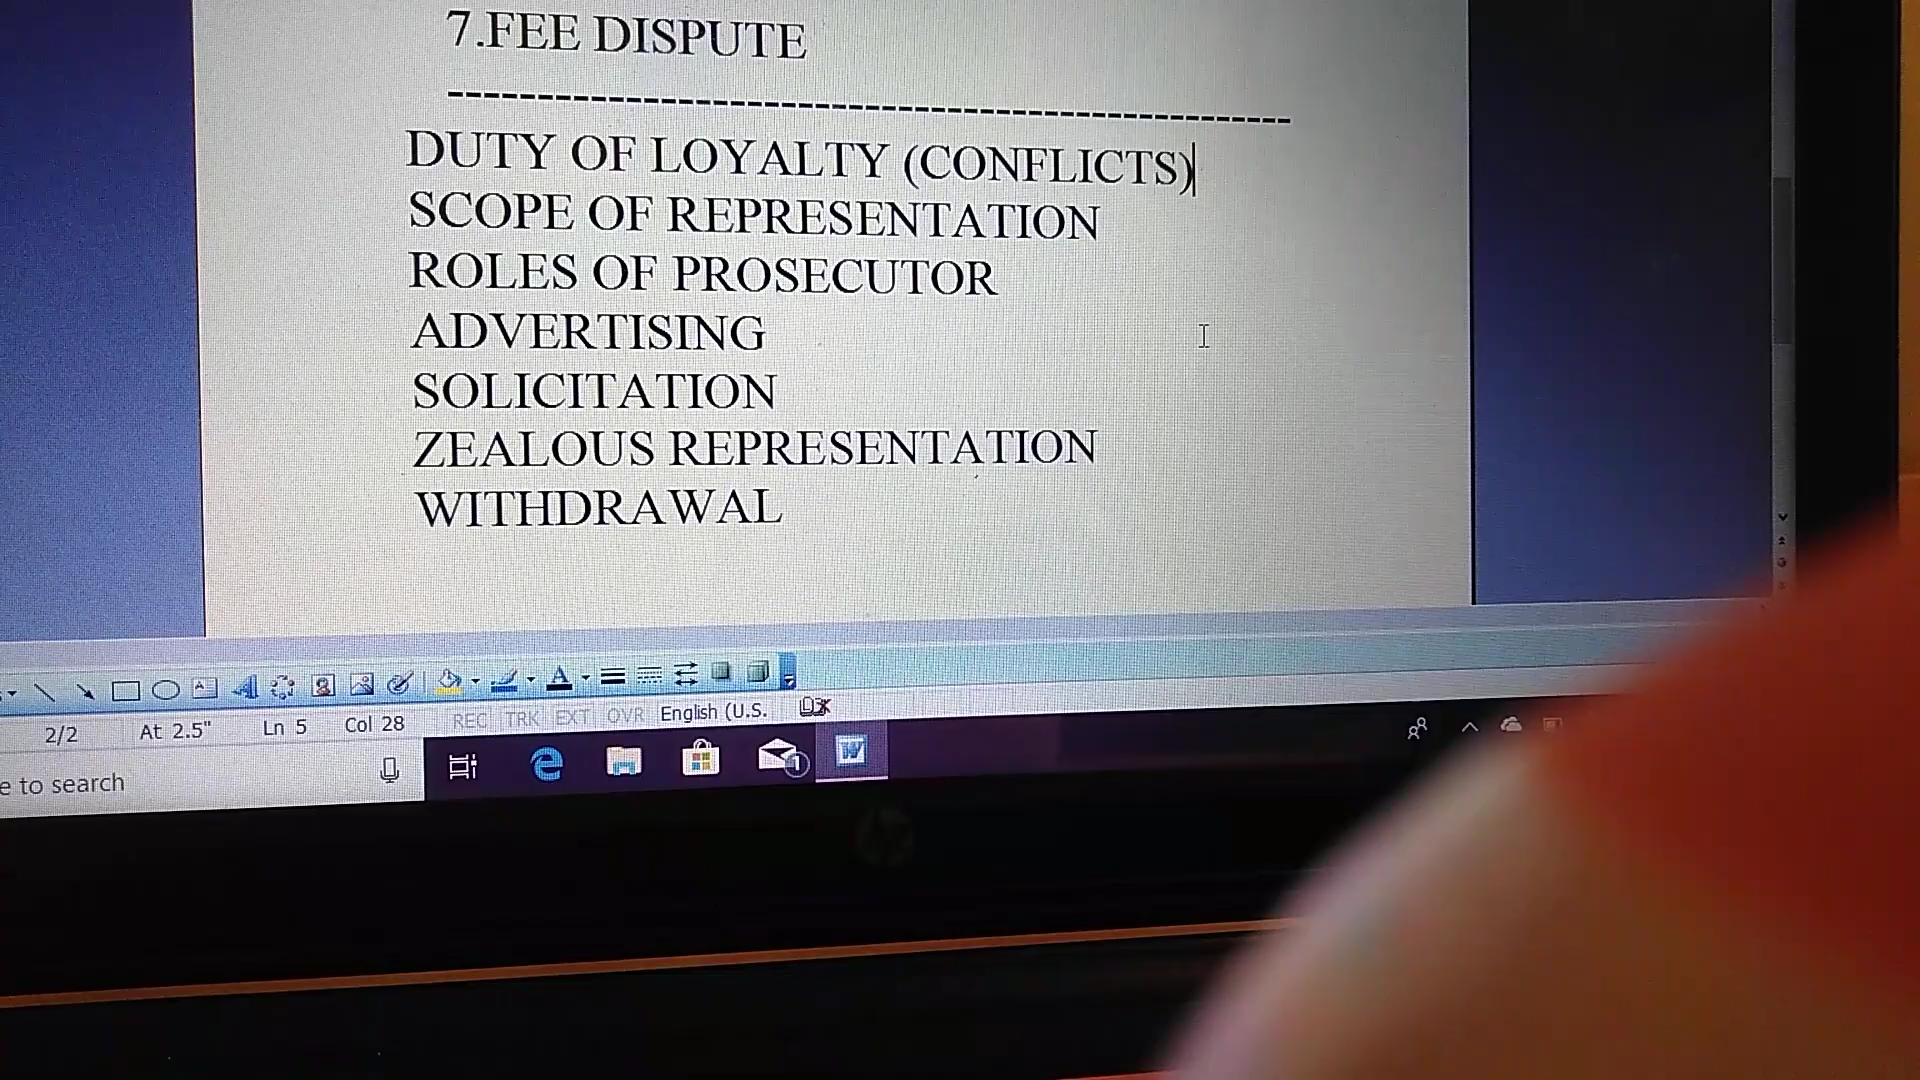 7.FEE DISPUTE
--------------------------------------------------------
DUTY OF LOYALTY (CONFLICTS)
SCOPE OF REPRESENTATION
ROLES OF PROSECUTOR
ADVERTISING
SOLICITATION
ZEALOUS REPRESENTATION
WITHDRAWAL
2/2 At 2.5" Ln 5 Col 28 REC TRK EXT OVR English (U.S.
e to search